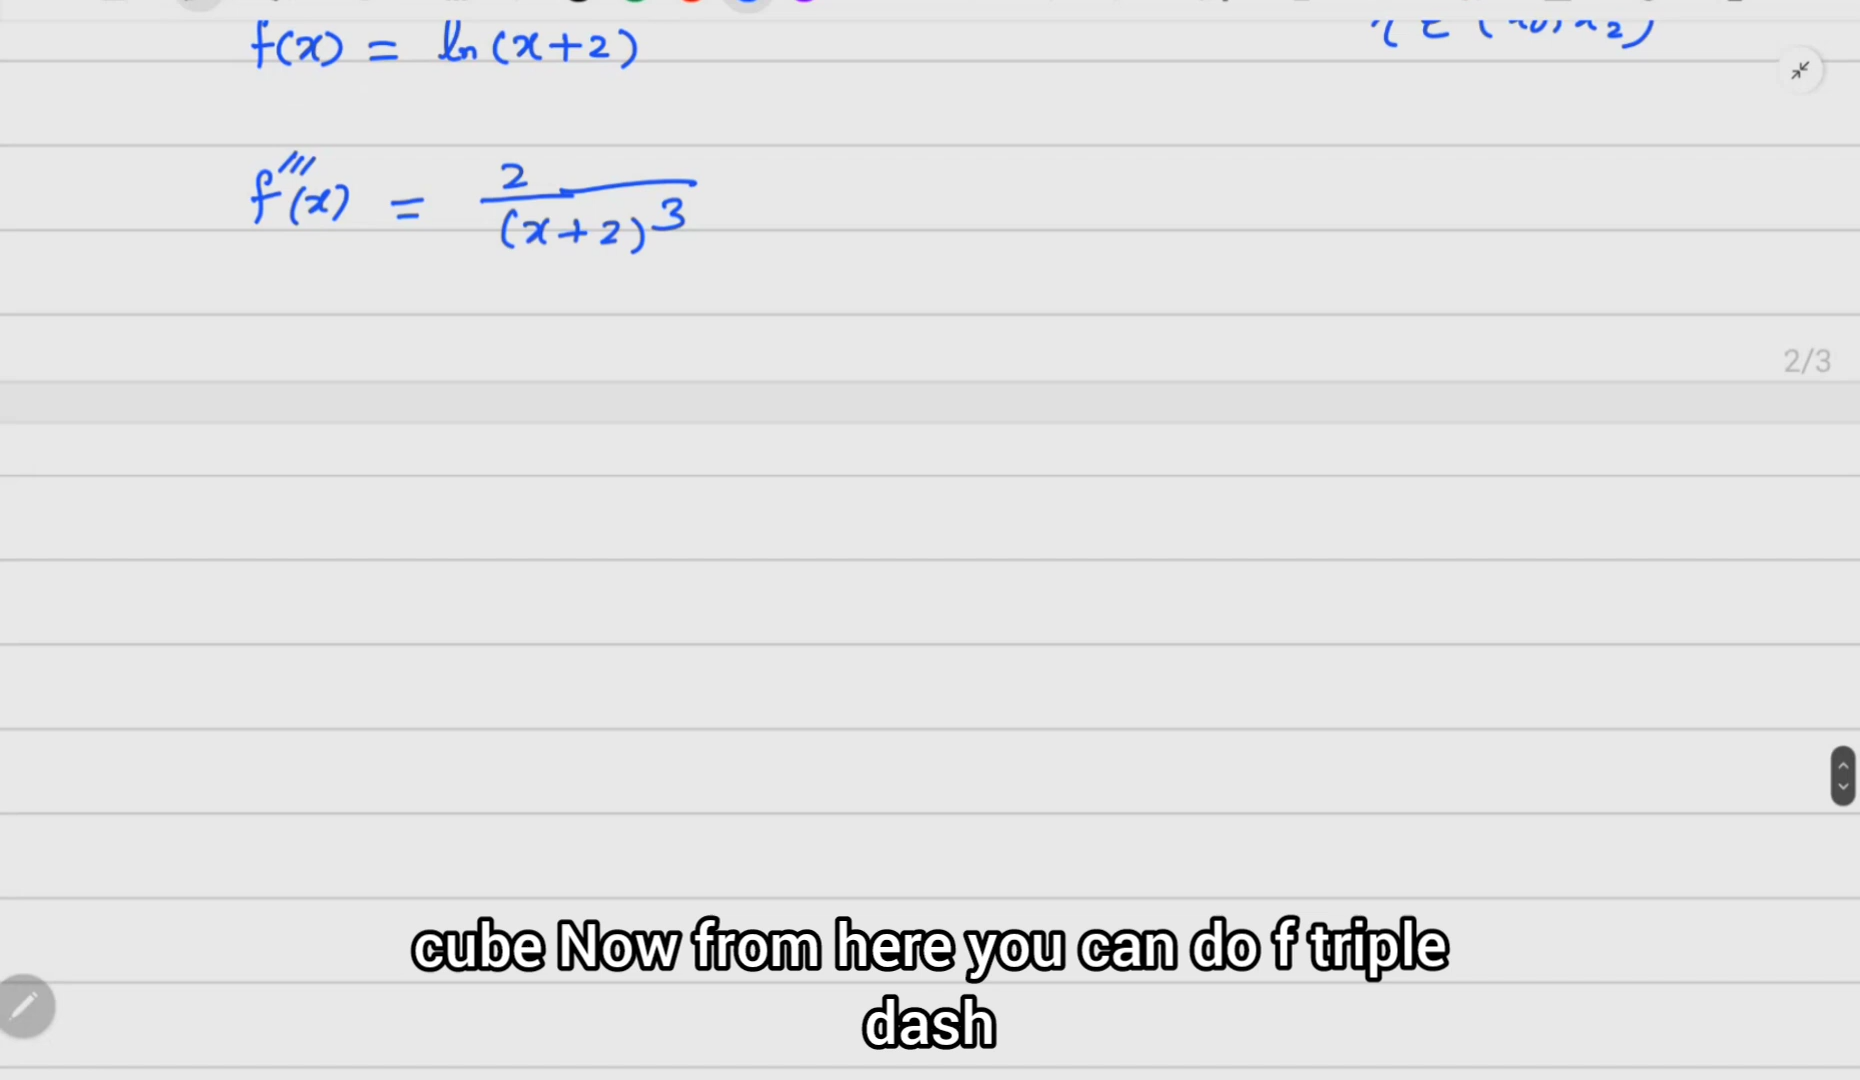 f(x) = ln (x+2)
f'''(x) = 2 / (x+2)^3
2/3
cube Now from here you can do f triple
dash